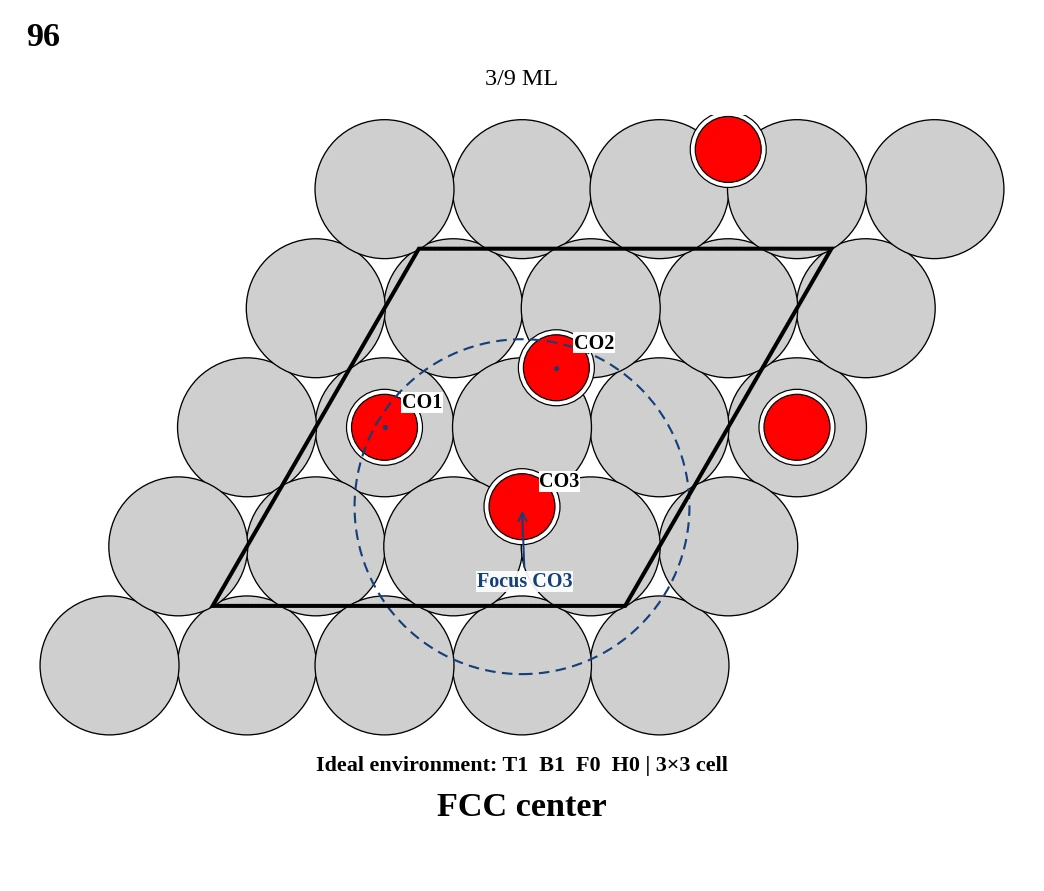 96
3/9 ML
CO2
CO1
CO3
Focus CO3
Ideal environment: T1 B1 F0 H0 | 3×3 cell
FCC center